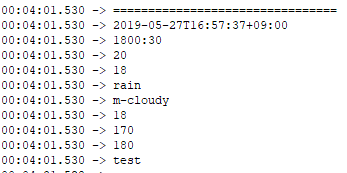 00:04:01.530 -> ==================================
00:04:01.530 -> 2019-05-27T16:57:37+09:00
00:04:01.530 -> 1800:30
00:04:01.530 -> 20
00:04:01.530 -> 18
00:04:01.530 -> rain
00:04:01.530 -> m-cloudy
00:04:01.530 -> 18
00:04:01.530 -> 170
00:04:01.530 -> 180
00:04:01.530 -> test